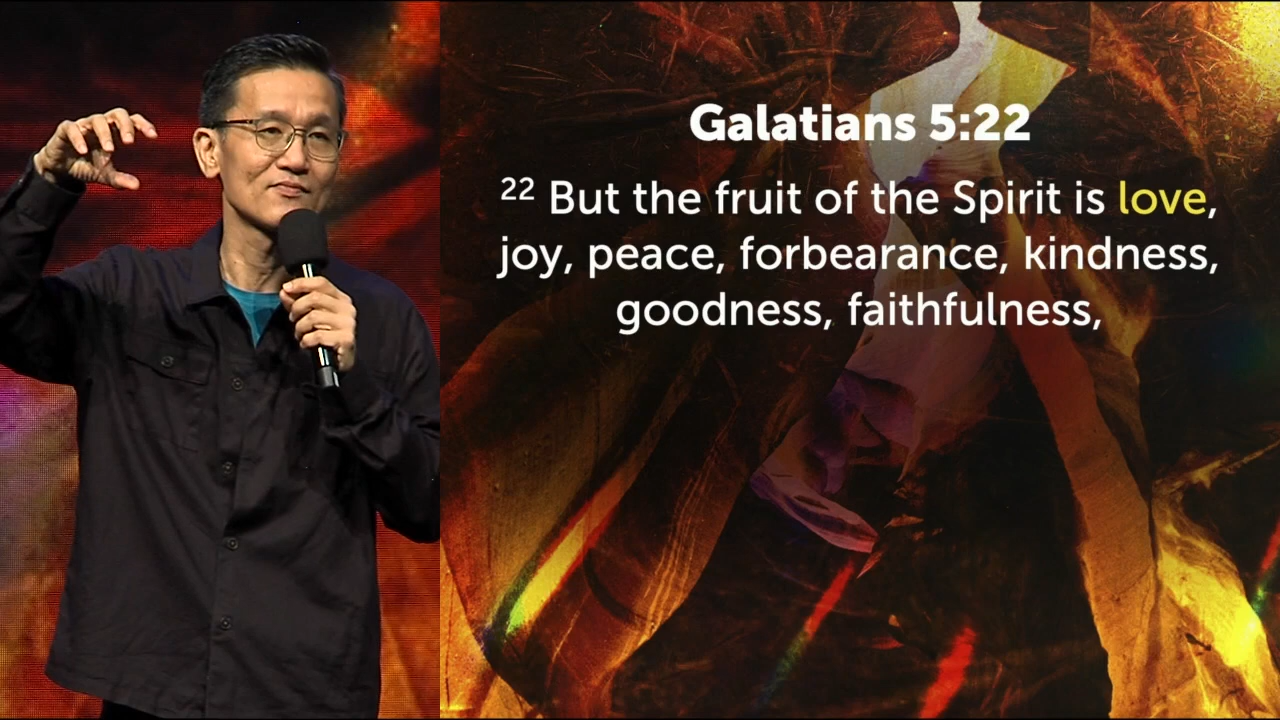 Galatians 5:22
22 But the fruit of the Spirit is love,
joy, peace, forbearance, kindness,
goodness, faithfulness,